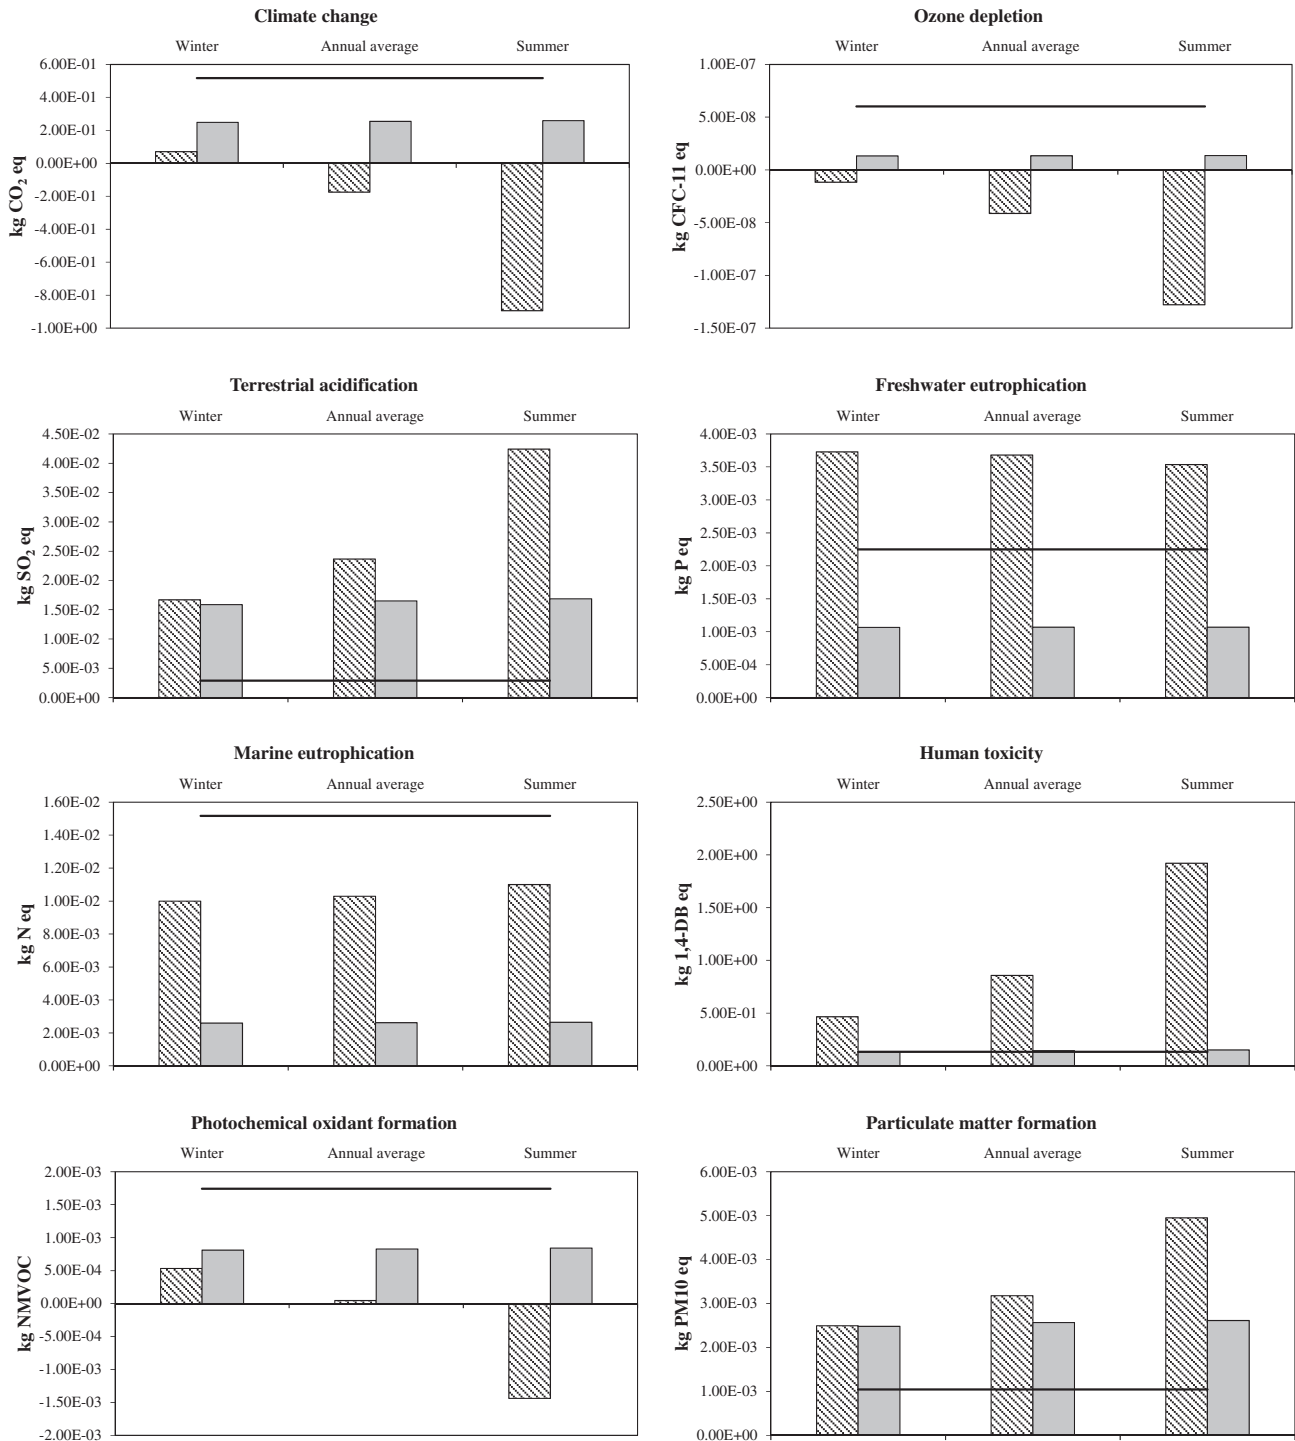 Climate change
Winter Annual average Summer
6.00E-01
4.00E-01
2.00E-01
0.00E+00
-2.00E-01
-4.00E-01
-6.00E-01
-8.00E-01
-1.00E+00
kg CO2 eq
Ozone depletion
Winter Annual average Summer
1.00E-07
5.00E-08
0.00E+00
-5.00E-08
-1.00E-07
-1.50E-07
kg CFC-11 eq
Terrestrial acidification
Winter Annual average Summer
4.50E-02
4.00E-02
3.50E-02
3.00E-02
2.50E-02
2.00E-02
1.50E-02
1.00E-02
5.00E-03
0.00E+00
kg SO2 eq
Freshwater eutrophication
Winter Annual average Summer
4.00E-03
3.50E-03
3.00E-03
2.50E-03
2.00E-03
1.50E-03
1.00E-03
5.00E-04
0.00E+00
kg P eq
Marine eutrophication
Winter Annual average Summer
1.60E-02
1.40E-02
1.20E-02
1.00E-02
8.00E-03
6.00E-03
4.00E-03
2.00E-03
0.00E+00
kg N eq
Human toxicity
Winter Annual average Summer
2.50E+00
2.00E+00
1.50E+00
1.00E+00
5.00E-01
0.00E+00
kg 1,4-DB eq
Photochemical oxidant formation
Winter Annual average Summer
2.00E-03
1.50E-03
1.00E-03
5.00E-04
0.00E+00
-5.00E-04
-1.00E-03
-1.50E-03
-2.00E-03
kg NMVOC
Particulate matter formation
Winter Annual average Summer
6.00E-03
5.00E-03
4.00E-03
3.00E-03
2.00E-03
1.00E-03
0.00E+00
kg PM10 eq